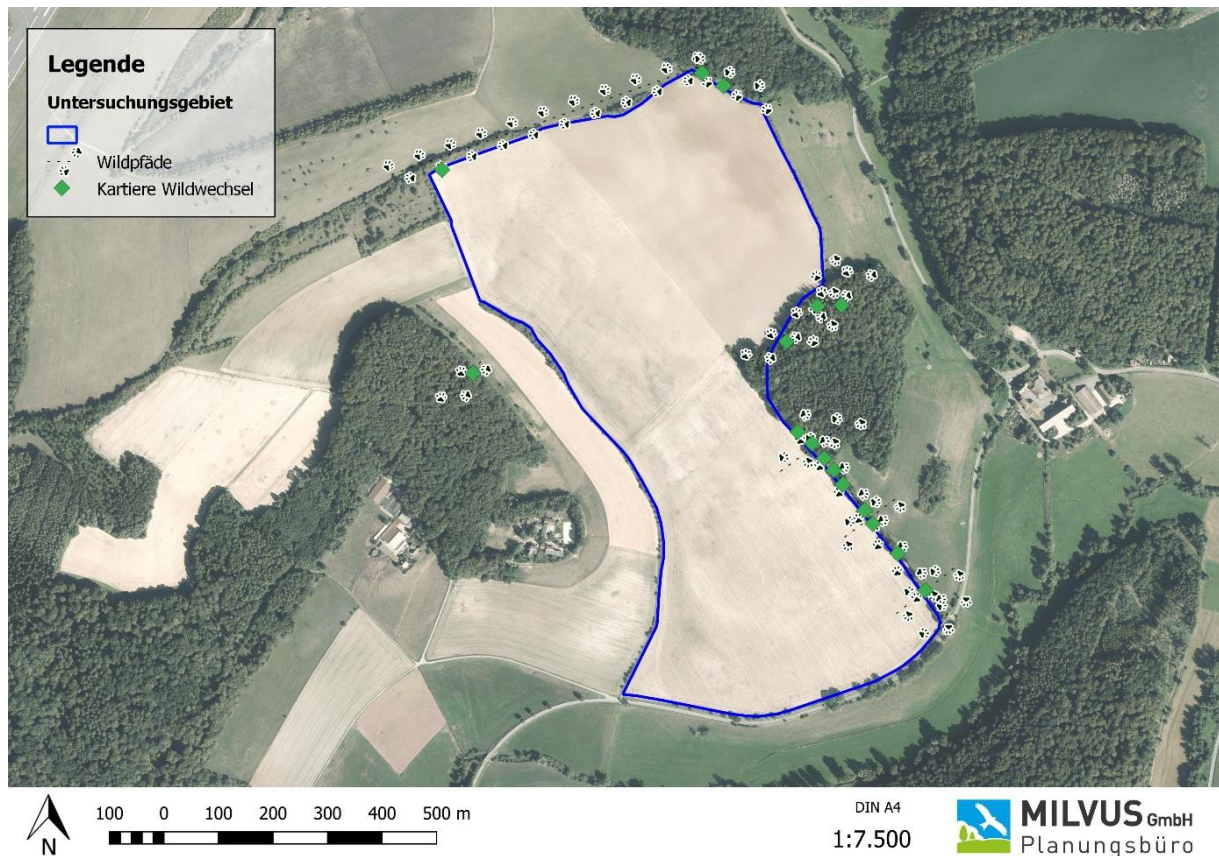 Legende
Untersuchungsgebiet
Wildpfäde
Kartiere Wildwechsel
100 0 100 200 300 400 500 m
N
DIN A4
1:7.500
MILVUS GmbH
Planungsbüro